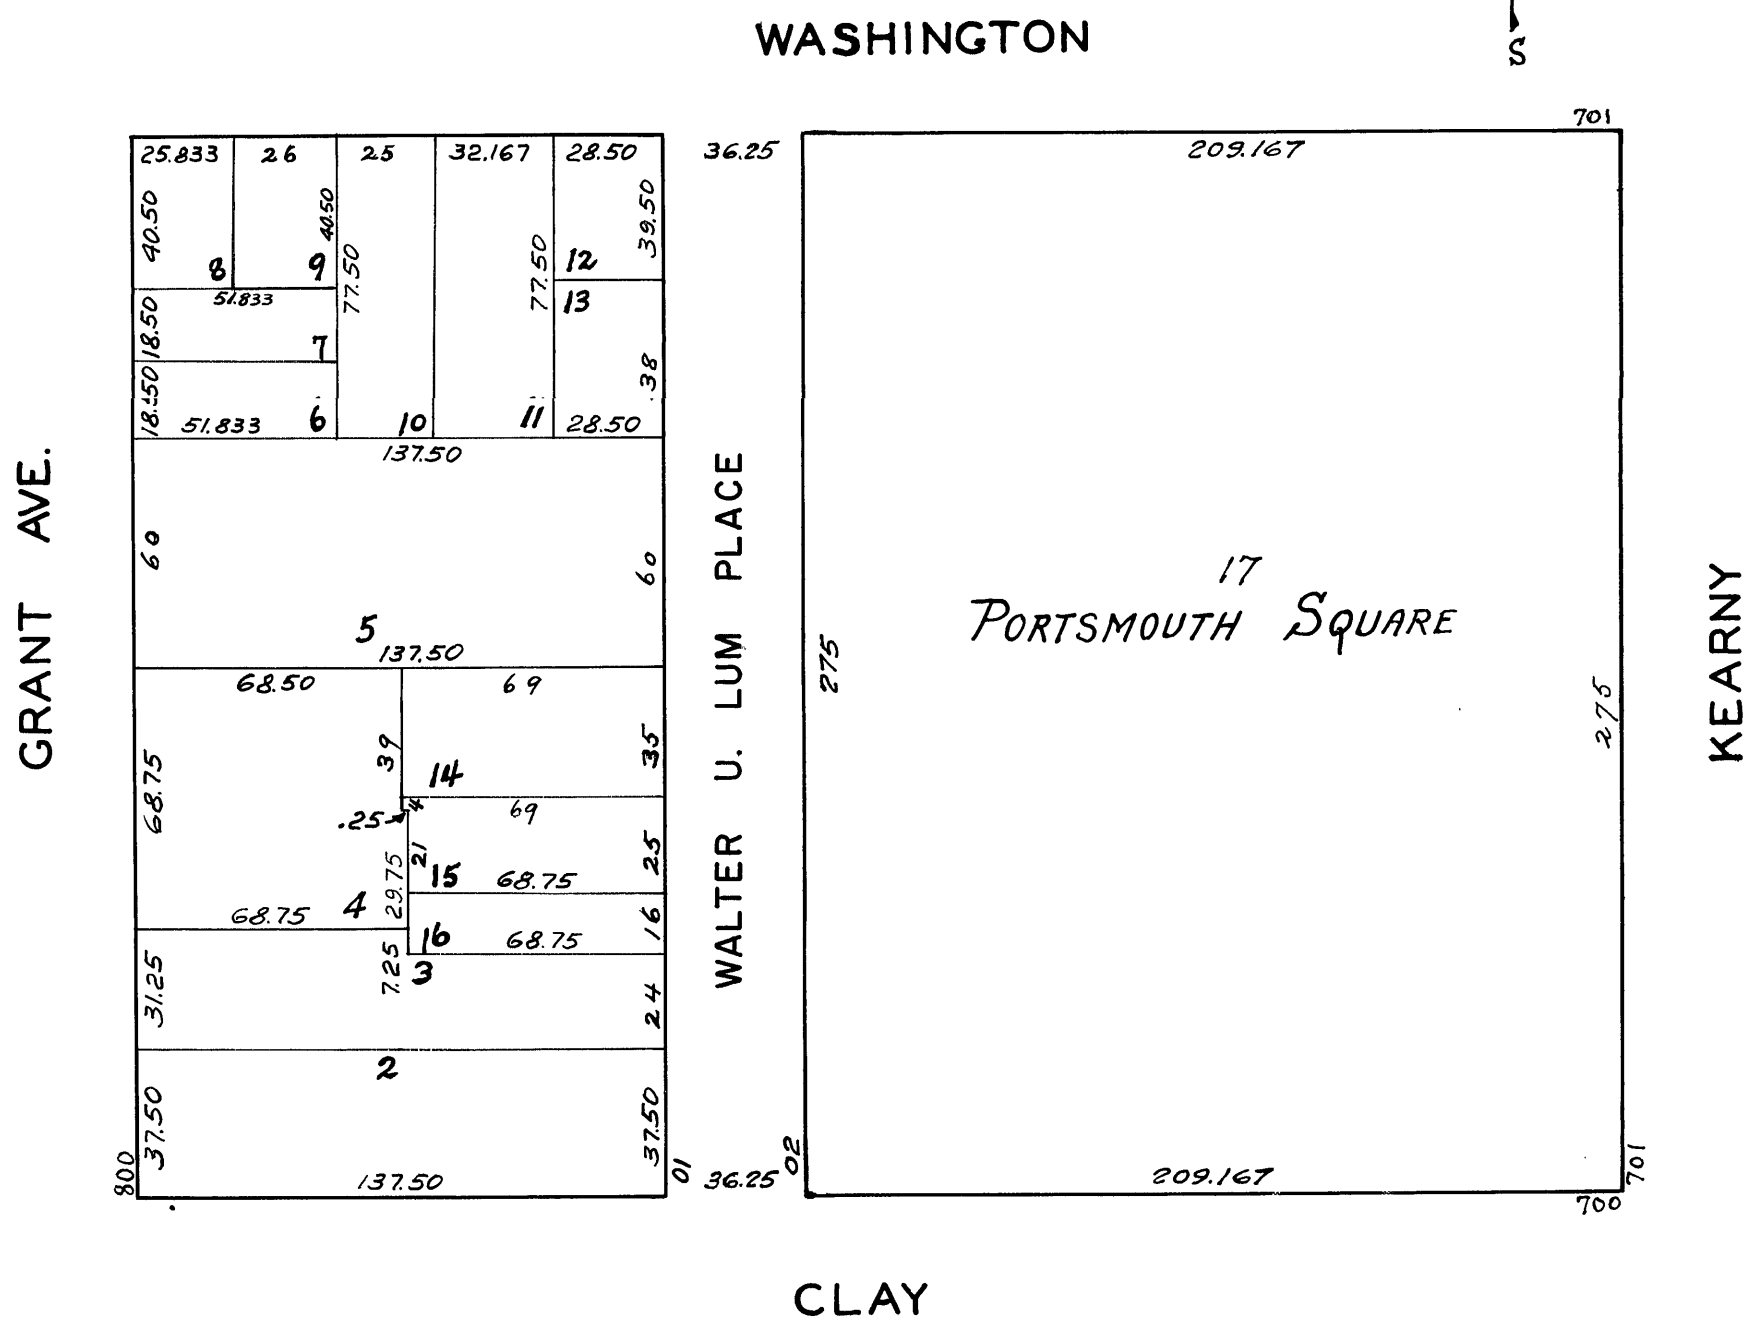 WASHINGTON
S
701
25.833 26 25 32.167 28.50 36.25 209.167
40.50 40.50 77.50 77.50 39.50
8 9 12
51.833 13
18.50 7 38
18.50 51.833 6 10 11 28.50
137.50
GRANT AVE.
60 60
5
137.50
WALTER U. LUM PLACE
17
PORTSMOUTH SQUARE
275 275
KEARNY
68.50 69
68.75 39 14 35
.25 4 69
21 25
29.75 15 68.75
68.75 4 16
16 68.75
31.25 7.25 3 24
2
37.50 37.50
800 137.50 01 36.25 02 209.167 701
700
CLAY